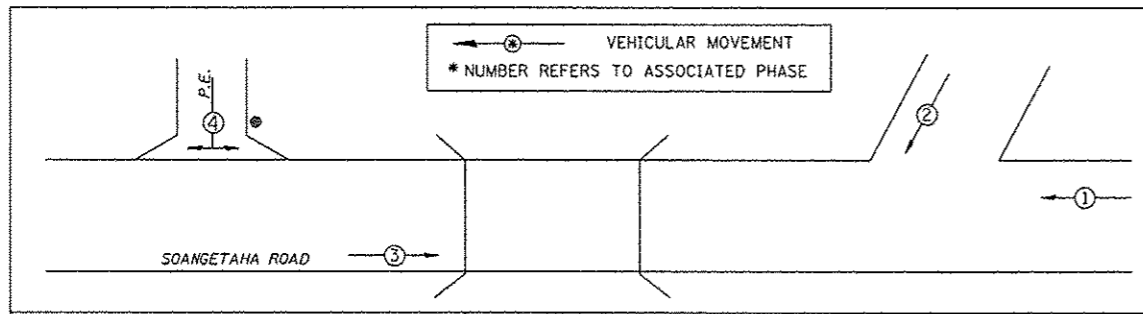 * VEHICULAR MOVEMENT
* NUMBER REFERS TO ASSOCIATED PHASE
P.E.
4
2
1
3
SOANGETAHA ROAD